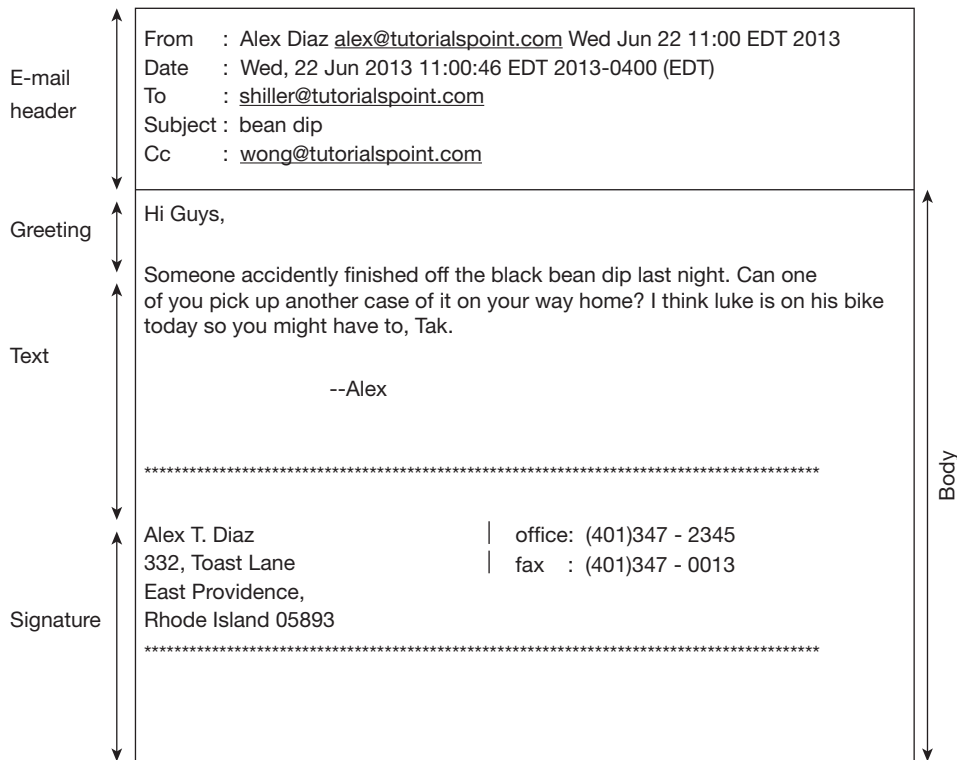 E-mail
header
From : Alex Diaz alex@tutorialspoint.com Wed Jun 22 11:00 EDT 2013
Date : Wed, 22 Jun 2013 11:00:46 EDT 2013-0400 (EDT)
To : shiller@tutorialspoint.com
Subject : bean dip
Cc : wong@tutorialspoint.com
Greeting
Hi Guys,
Text
Someone accidently finished off the black bean dip last night. Can one
of you pick up another case of it on your way home? I think luke is on his bike
today so you might have to, Tak.
--Alex
******************************************************************************************
Signature
Alex T. Diaz | office: (401)347 - 2345
332, Toast Lane | fax : (401)347 - 0013
East Providence,
Rhode Island 05893
******************************************************************************************
Body